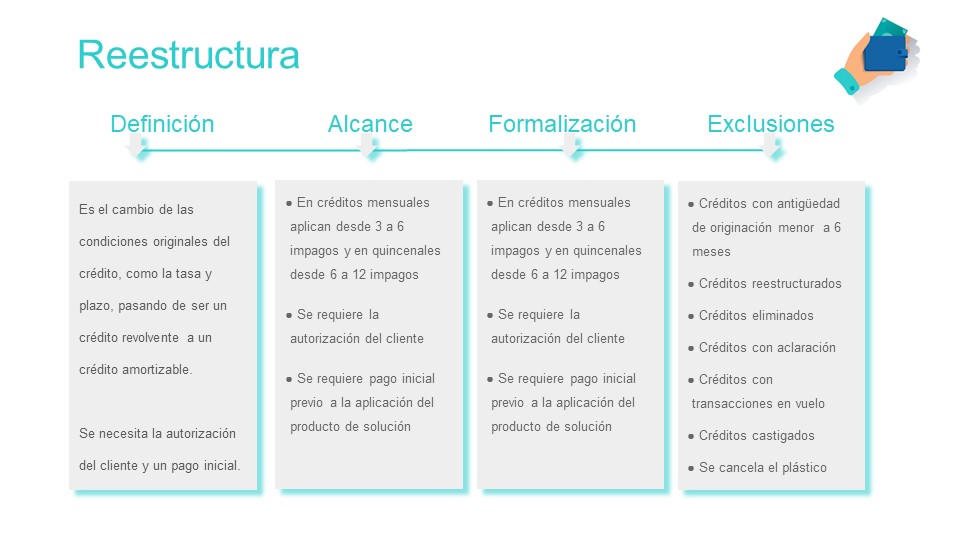 Reestructura
Definición
Alcance
Formalización
Exclusiones
Es el cambio de las
condiciones originales del
crédito, como la tasa y
plazo, pasando de ser un
crédito revolvente a un
crédito amortizable.
Se necesita la autorización
del cliente y un pago inicial.
● En créditos mensuales
aplican desde 3 a 6
impagos y en quincenales
desde 6 a 12 impagos
● Se requiere la
autorización del cliente
● Se requiere pago inicial
previo a la aplicación del
producto de solución
● En créditos mensuales
aplican desde 3 a 6
impagos y en quincenales
desde 6 a 12 impagos
● Se requiere la
autorización del cliente
● Se requiere pago inicial
previo a la aplicación del
producto de solución
● Créditos con antigüedad
de originación menor a 6
meses
● Créditos reestructurados
● Créditos eliminados
● Créditos con aclaración
● Créditos con
transacciones en vuelo
● Créditos castigados
● Se cancela el plástico